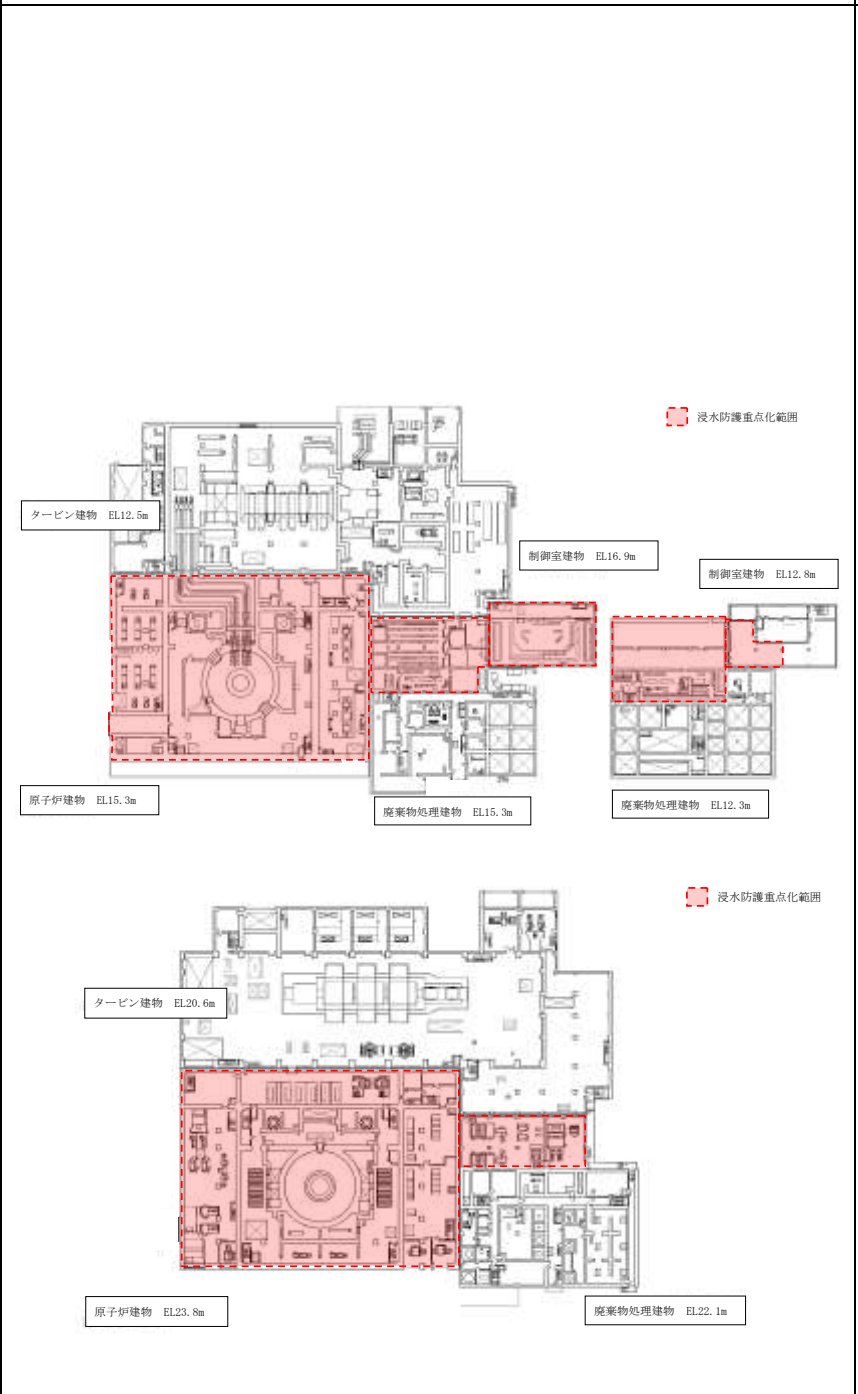 浸水防護重点化範囲
タービン建物　EL12.5m
制御室建物　EL16.9m
制御室建物　EL12.8m
原子炉建物　EL15.3m
廃棄物処理建物　EL15.3m
廃棄物処理建物　EL12.3m
浸水防護重点化範囲
タービン建物　EL20.6m
原子炉建物　EL23.8m
廃棄物処理建物　EL22.1m